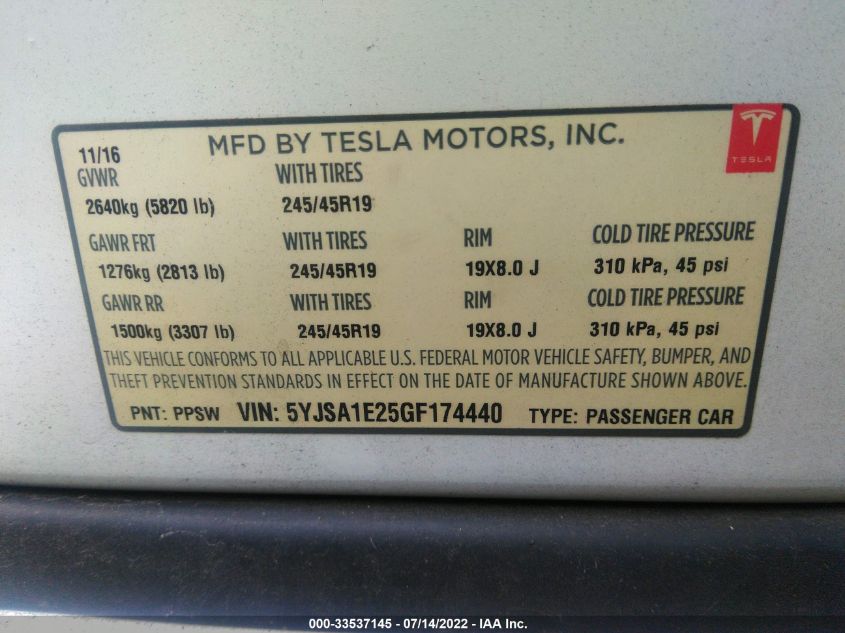 11/16 MFD BY TESLA MOTORS, INC.
TESLA
GVWR WITH TIRES
2640kg (5820 lb) 245/45R19
GAWR FRT WITH TIRES RIM COLD TIRE PRESSURE
1276kg (2813 lb) 245/45R19 19X8.0 J 310 kPa, 45 psi
GAWR RR WITH TIRES RIM COLD TIRE PRESSURE
1500kg (3307 lb) 245/45R19 19X8.0 J 310 kPa, 45 psi
THIS VEHICLE CONFORMS TO ALL APPLICABLE U.S. FEDERAL MOTOR VEHICLE SAFETY, BUMPER, AND
THEFT PREVENTION STANDARDS IN EFFECT ON THE DATE OF MANUFACTURE SHOWN ABOVE.
PNT: PPSW VIN: 5YJSA1E25GF174440 TYPE: PASSENGER CAR
000-33537145 - 07/14/2022 - IAA Inc.